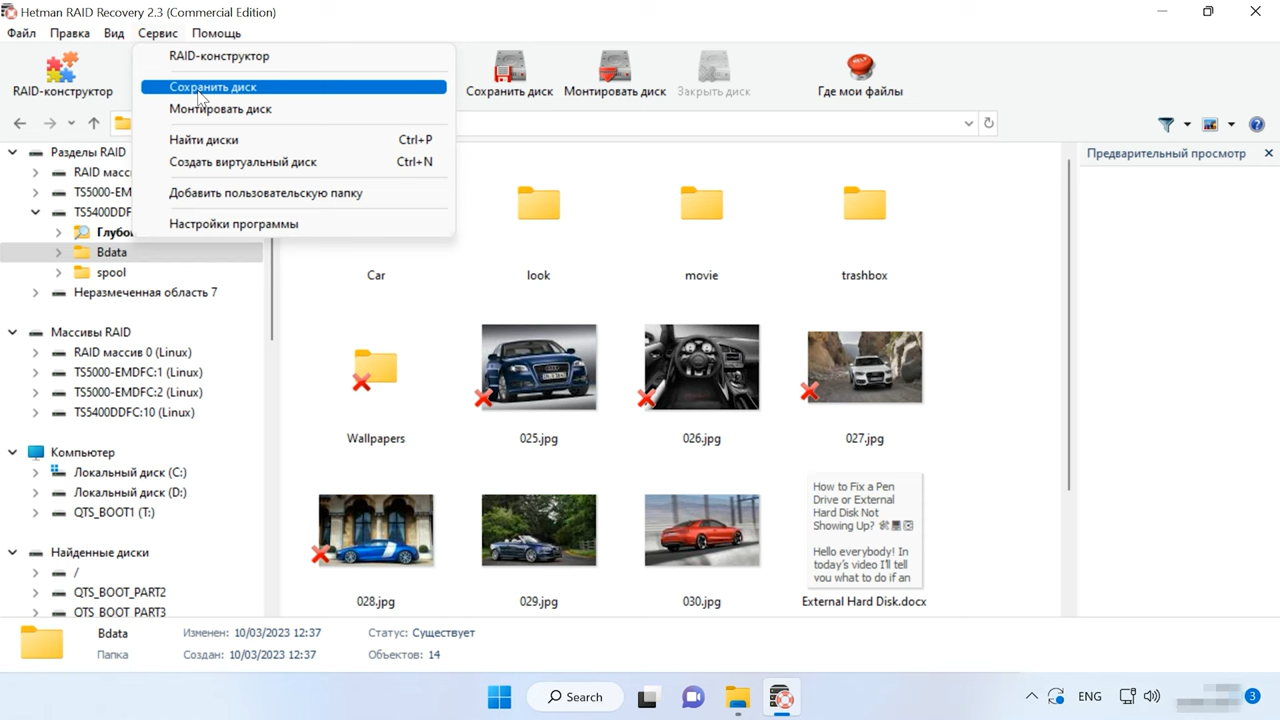 Hetman RAID Recovery 2.3 (Commercial Edition)
Файл Правка Вид Сервис Помощь
RAID-конструктор
Сохранить диск
Монтировать диск
Найти диски Ctrl+P
Создать виртуальный диск Ctrl+N
Добавить пользовательскую папку
Настройки программы
RAID-конструктор
Сохранить диск
Монтировать диск
Закрыть диск
Где мои файлы
Предварительный просмотр
Разделы RAID
RAID масс
TS5000-EM
TS5400DDF
Глубо
Bdata
spool
Неразмеченная область 7
Массивы RAID
RAID массив 0 (Linux)
TS5000-EMDFC:1 (Linux)
TS5000-EMDFC:2 (Linux)
TS5400DDFC:10 (Linux)
Компьютер
Локальный диск (C:)
Локальный диск (D:)
QTS_BOOT1 (T:)
Найденные диски
/
QTS_BOOT_PART2
QTS_BOOT_PART3
Car
look
movie
trashbox
Wallpapers
025.jpg
026.jpg
027.jpg
How to Fix a Pen
Drive or External
Hard Disk Not
Showing Up?
Hello everybody! In
today's video I'll tell
you what to do if an
028.jpg
029.jpg
030.jpg
External Hard Disk.docx
Bdata
Папка
Изменен: 10/03/2023 12:37
Создан: 10/03/2023 12:37
Статус: Существует
Объектов: 14
Search
ENG
3